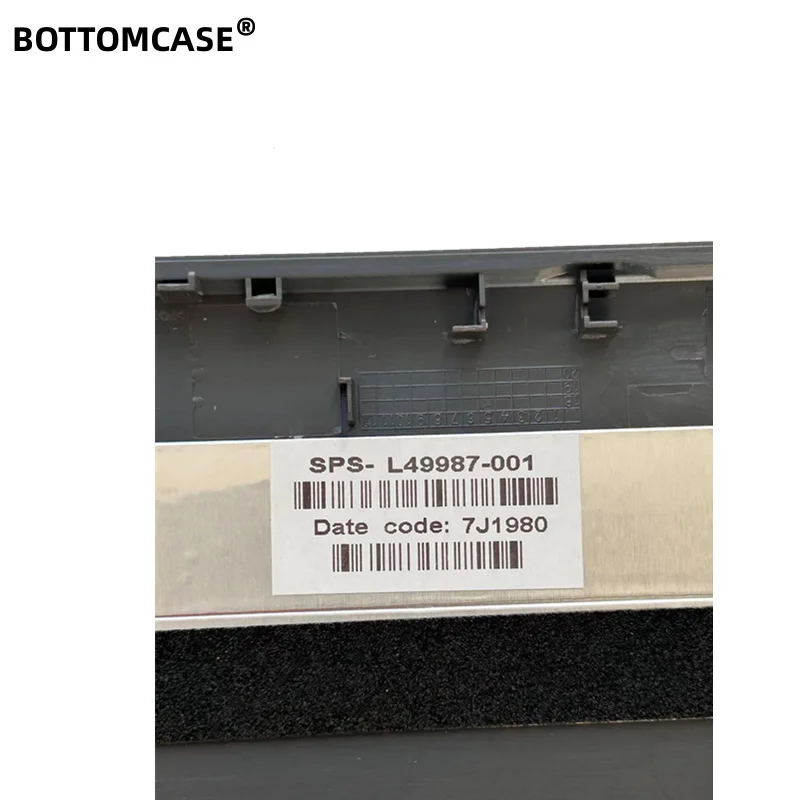 BOTTOMCASE®
SPS- L49987-001
Date code: 7J1980